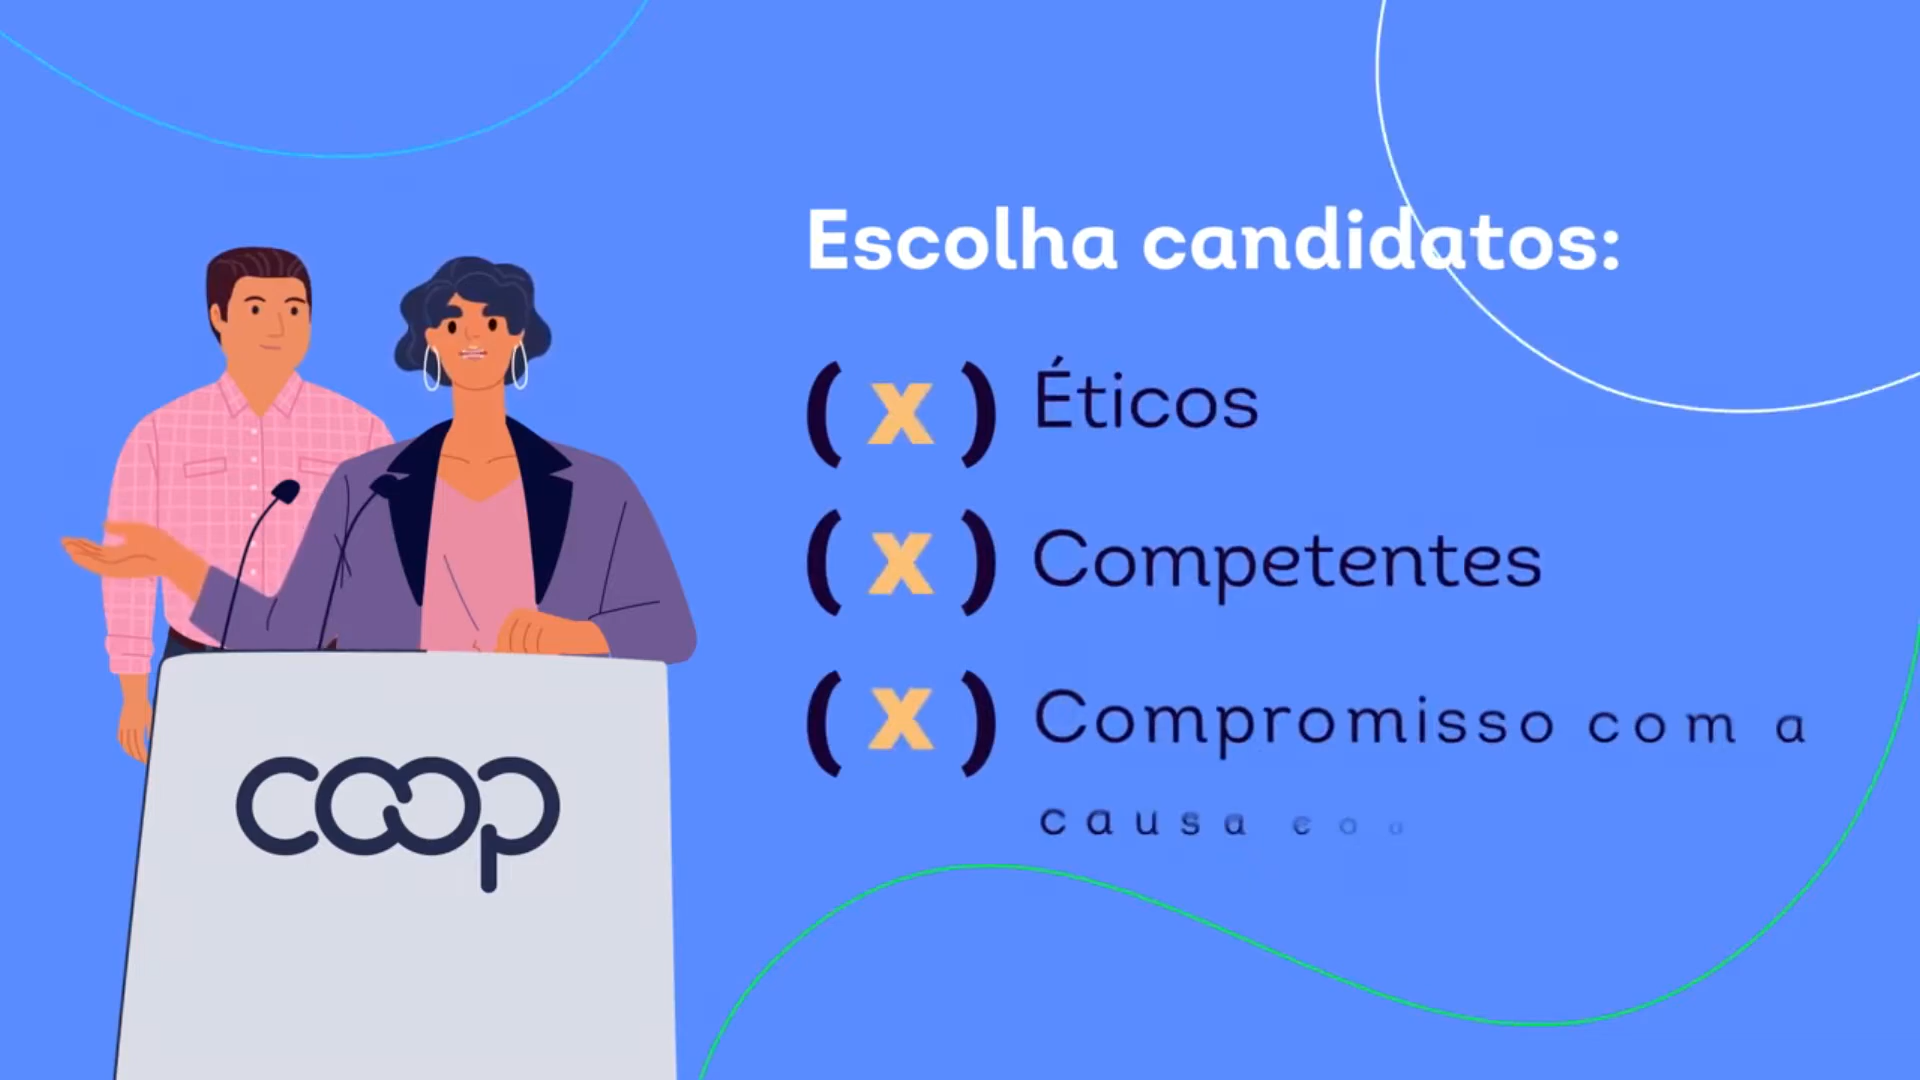 Escolha candidatos:
( x ) Éticos
( x ) Competentes
( x ) Compromisso com a
causa
coop